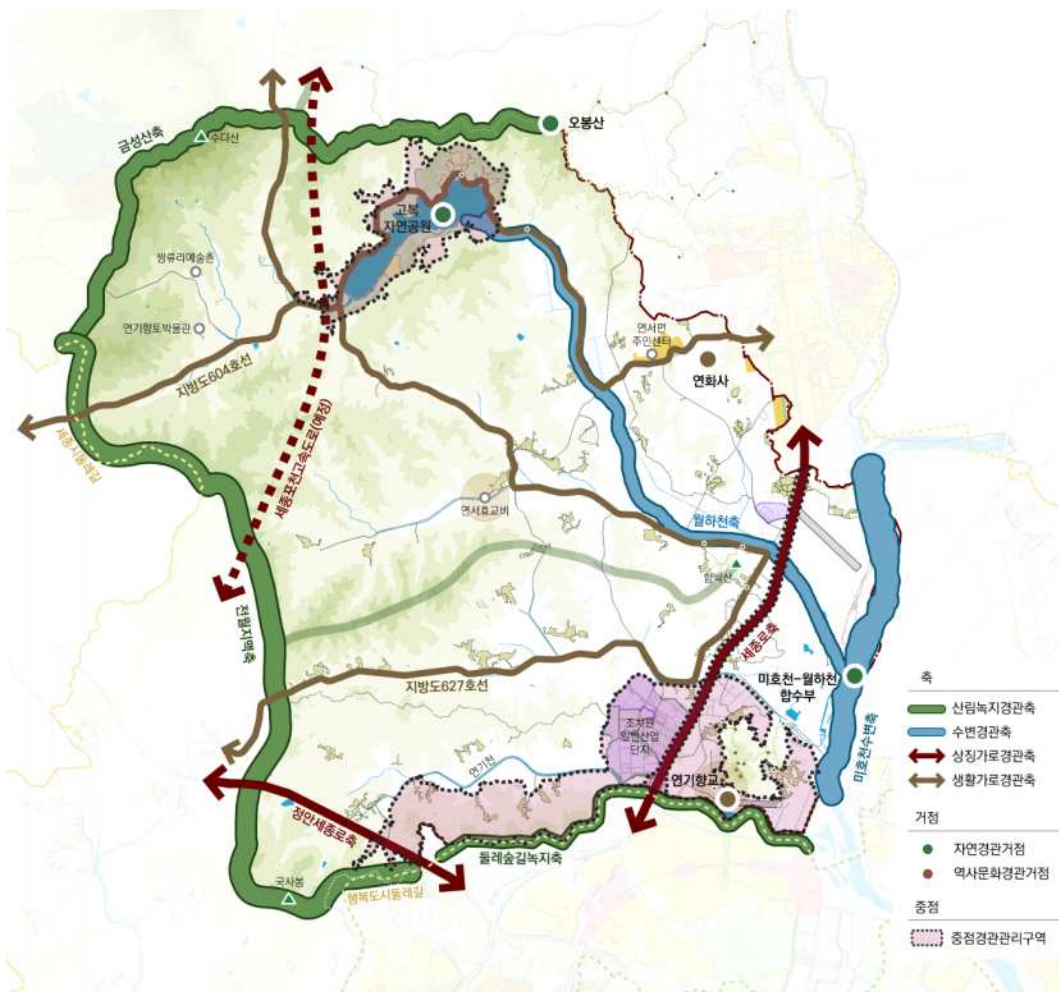 오봉산
금성산축
수디산
고복
자연공원
쌍류리예술촌
연기향토박물관
연서면
주민센터
연화사
지방도604호선
세종시둘레길
세종포천고속도로(예정)
연서효교비
월하천축
전월지맥축
세종로축
지방도627호선
미호천-월하천
합수부
조치원
일반산업
단지
미호천수변축
연기천
연기향교
정안세종로축
둘레숲길녹지축
국사봉
행복도시둘레길
축
산림녹지경관축
수변경관축
상징가로경관축
생활가로경관축
거점
자연경관거점
역사문화경관거점
중점
중점경관관리구역